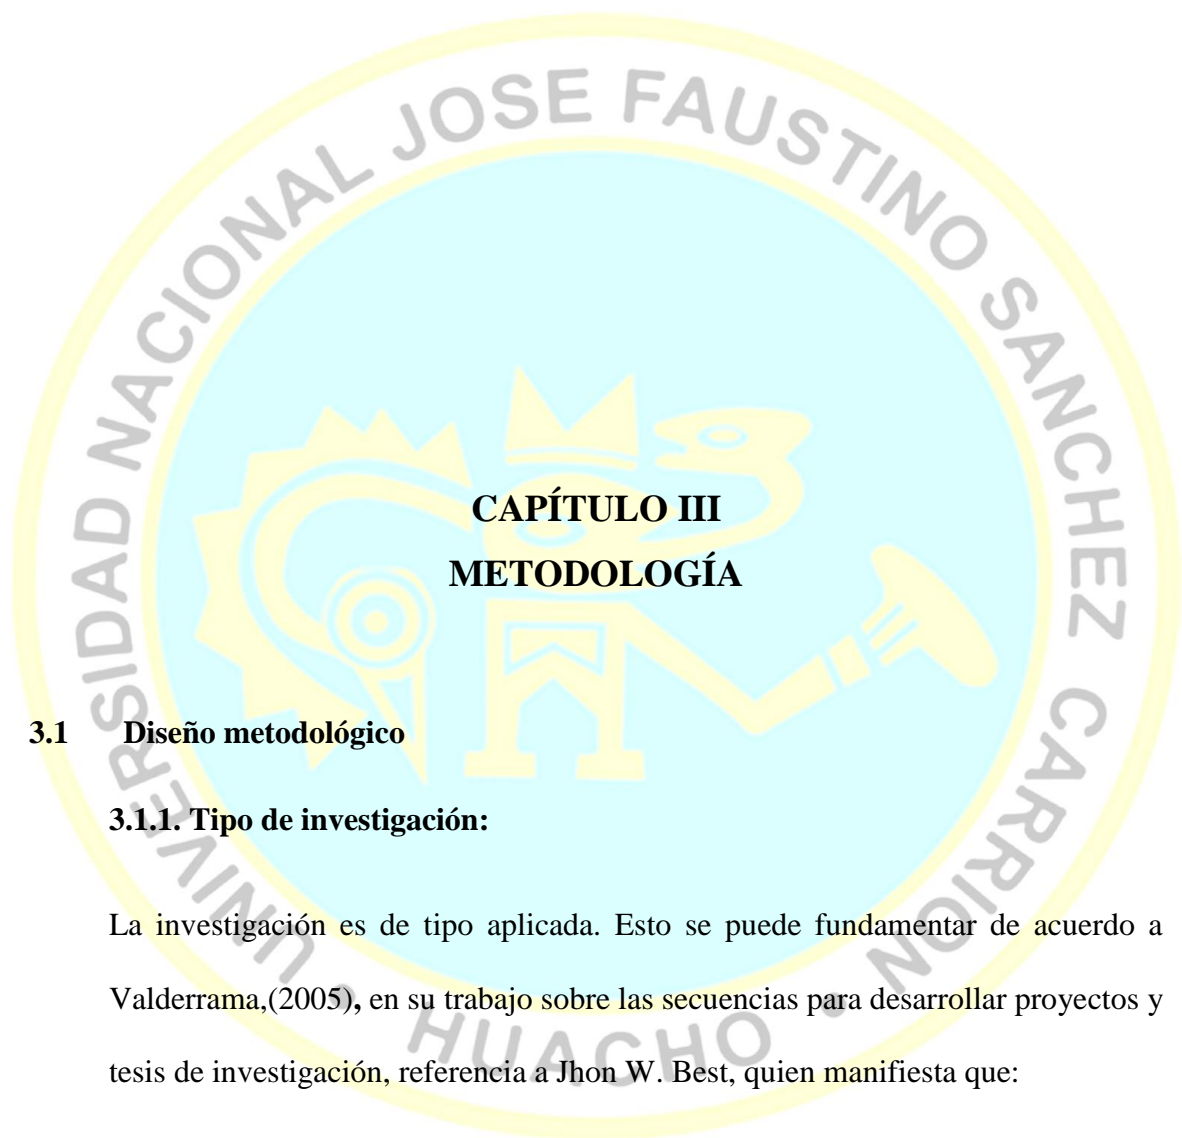 UNIVERSIDAD NACIONAL JOSE FAUSTINO SANCHEZ CARRION
• HUACHO •
CAPÍTULO III
METODOLOGÍA
3.1 Diseño metodológico
3.1.1. Tipo de investigación:
La investigación es de tipo aplicada. Esto se puede fundamentar de acuerdo a
Valderrama,(2005), en su trabajo sobre las secuencias para desarrollar proyectos y
tesis de investigación, referencia a Jhon W. Best, quien manifiesta que: